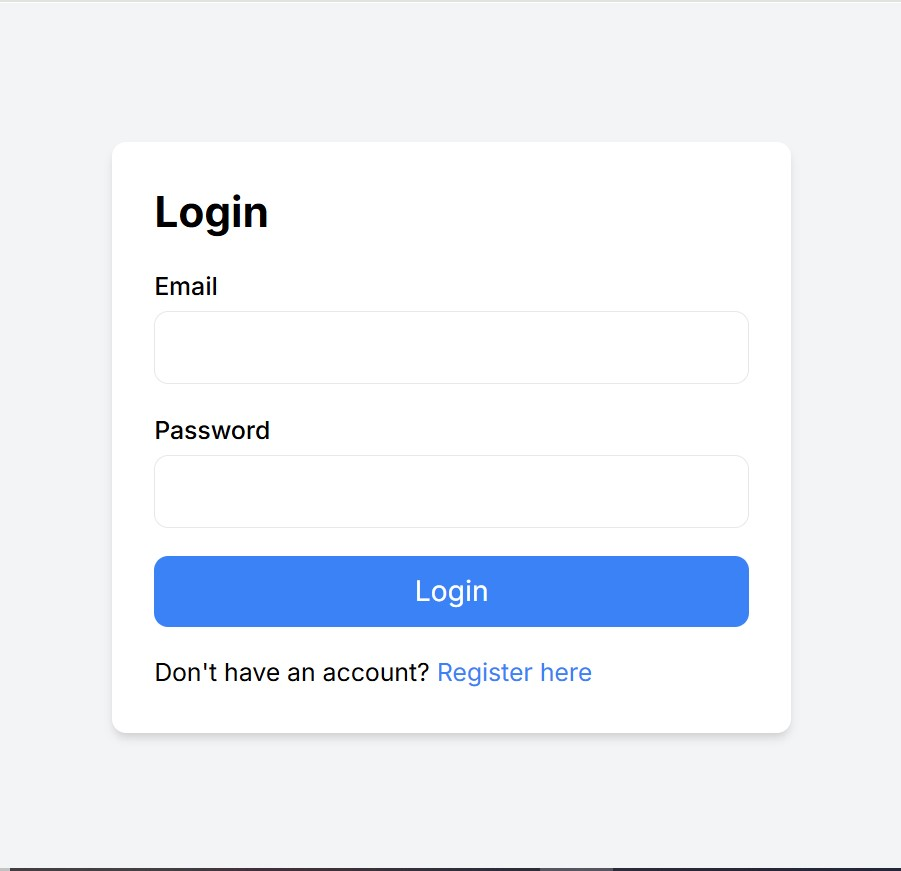 Login
Email
Password
Login
Don't have an account? Register here